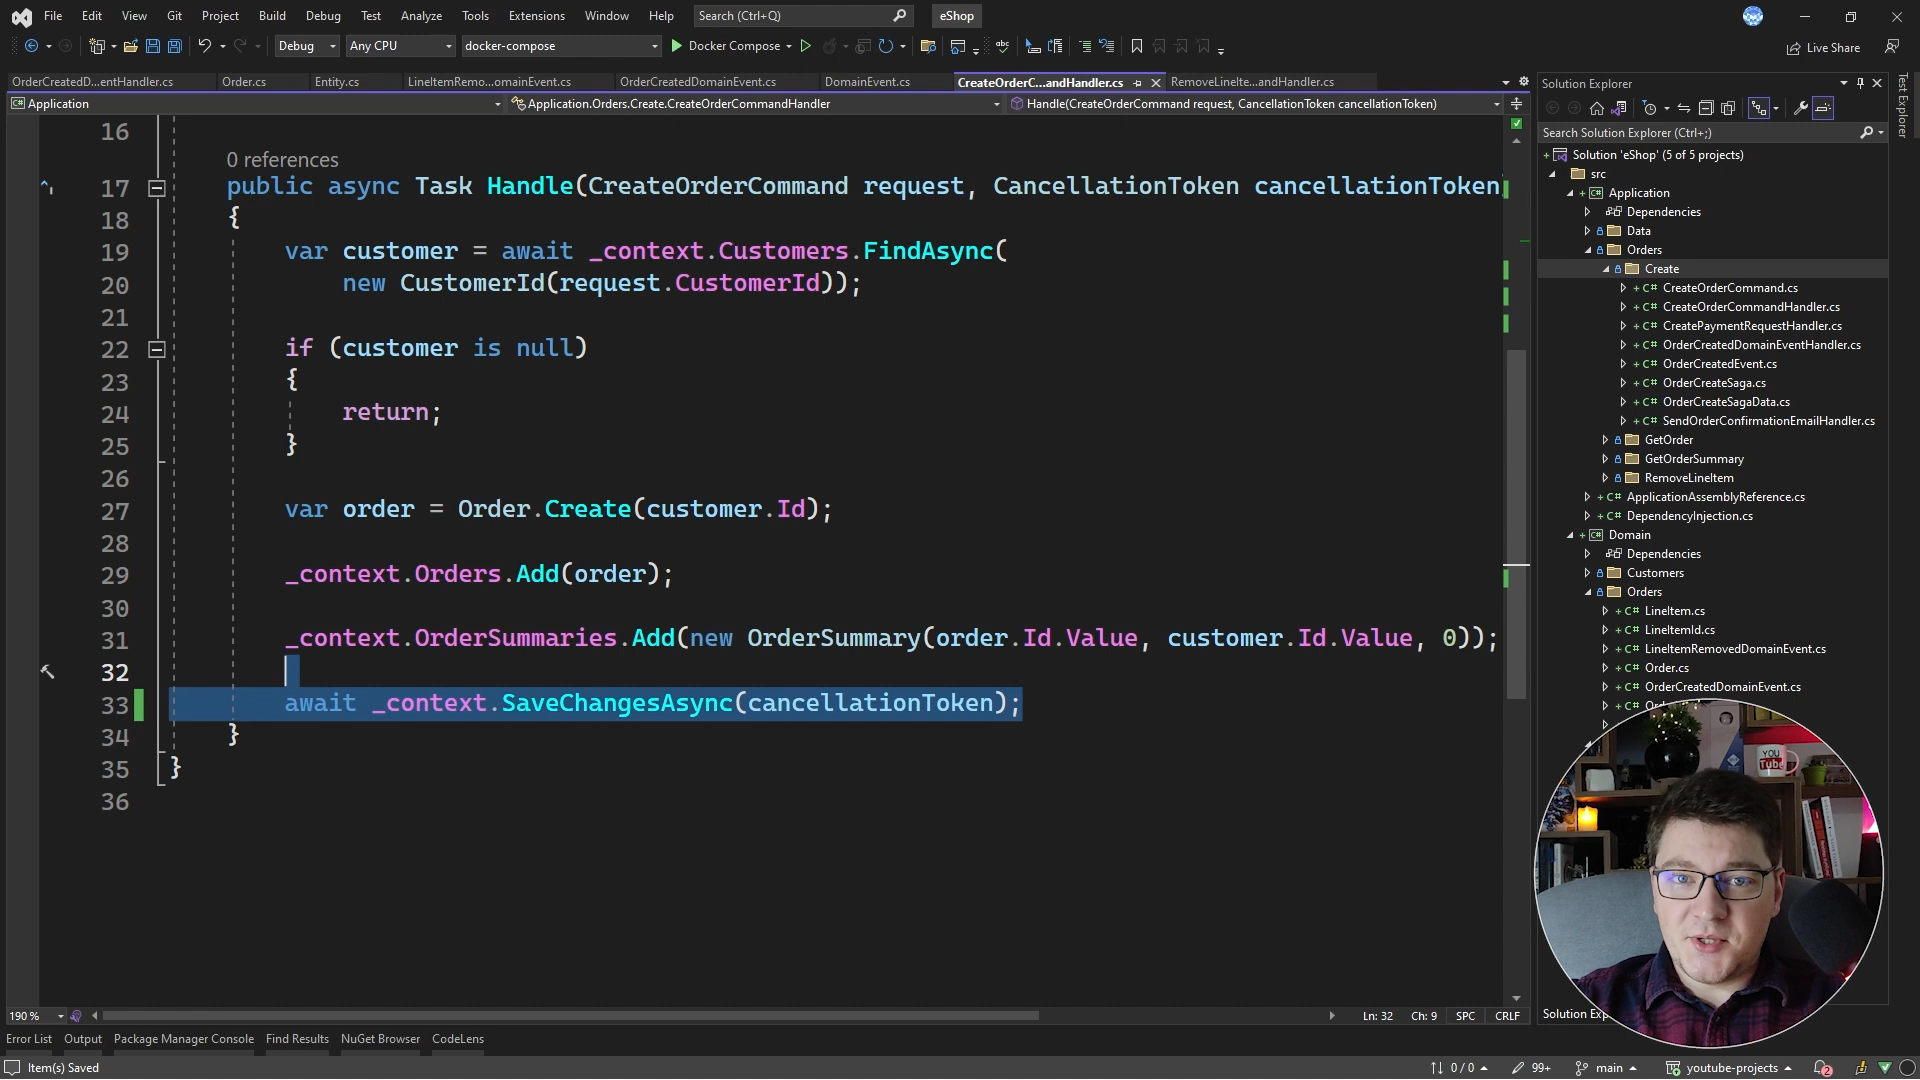 File Edit View Git Project Build Debug Test Analyze Tools Extensions Window Help Search (Ctrl+Q) eShop
Debug Any CPU docker-compose Docker Compose Live Share
OrderCreatedD...entHandler.cs Order.cs Entity.cs LineItemRemo...omainEvent.cs OrderCreatedDomainEvent.cs DomainEvent.cs CreateOrderC...andHandler.cs RemoveLineIte...andHandler.cs
Application Application.Orders.Create.CreateOrderCommandHandler Handle(CreateOrderCommand request, CancellationToken cancellationToken)
16
0 references
17 public async Task Handle(CreateOrderCommand request, CancellationToken cancellationToken
18 {
19 var customer = await _context.Customers.FindAsync(
20 new CustomerId(request.CustomerId));
21
22 if (customer is null)
23 {
24 return;
25 }
26
27 var order = Order.Create(customer.Id);
28
29 _context.Orders.Add(order);
30
31 _context.OrderSummaries.Add(new OrderSummary(order.Id.Value, customer.Id.Value, 0));
32
33 await _context.SaveChangesAsync(cancellationToken);
34 }
35 }
36
190 % Ln: 32 Ch: 9 SPC CRLF
Error List Output Package Manager Console Find Results NuGet Browser CodeLens
Item(s) Saved 0 / 0 99+ main youtube-projects 2
Solution Explorer
Search Solution Explorer (Ctrl+;)
Solution 'eShop' (5 of 5 projects)
src
Application
Dependencies
Data
Orders
Create
CreateOrderCommand.cs
CreateOrderCommandHandler.cs
CreatePaymentRequestHandler.cs
OrderCreatedDomainEventHandler.cs
OrderCreatedEvent.cs
OrderCreateSaga.cs
OrderCreateSagaData.cs
SendOrderConfirmationEmailHandler.cs
GetOrder
GetOrderSummary
RemoveLineItem
ApplicationAssemblyReference.cs
DependencyInjection.cs
Domain
Dependencies
Customers
Orders
LineItem.cs
LineItemId.cs
LineItemRemovedDomainEvent.cs
Order.cs
OrderCreatedDomainEvent.cs
Solution Exp
Test Explorer
YOU
Tube